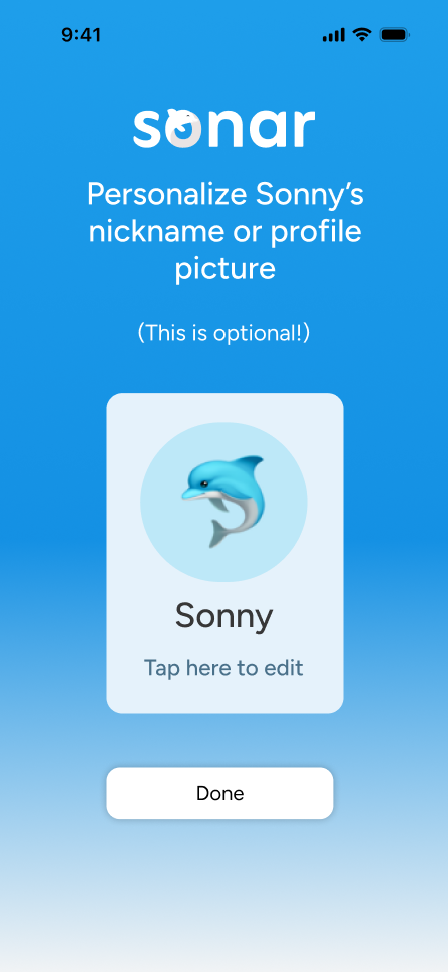 9:41
sonar
Personalize Sonny’s
nickname or profile
picture
(This is optional!)
Sonny
Tap here to edit
Done